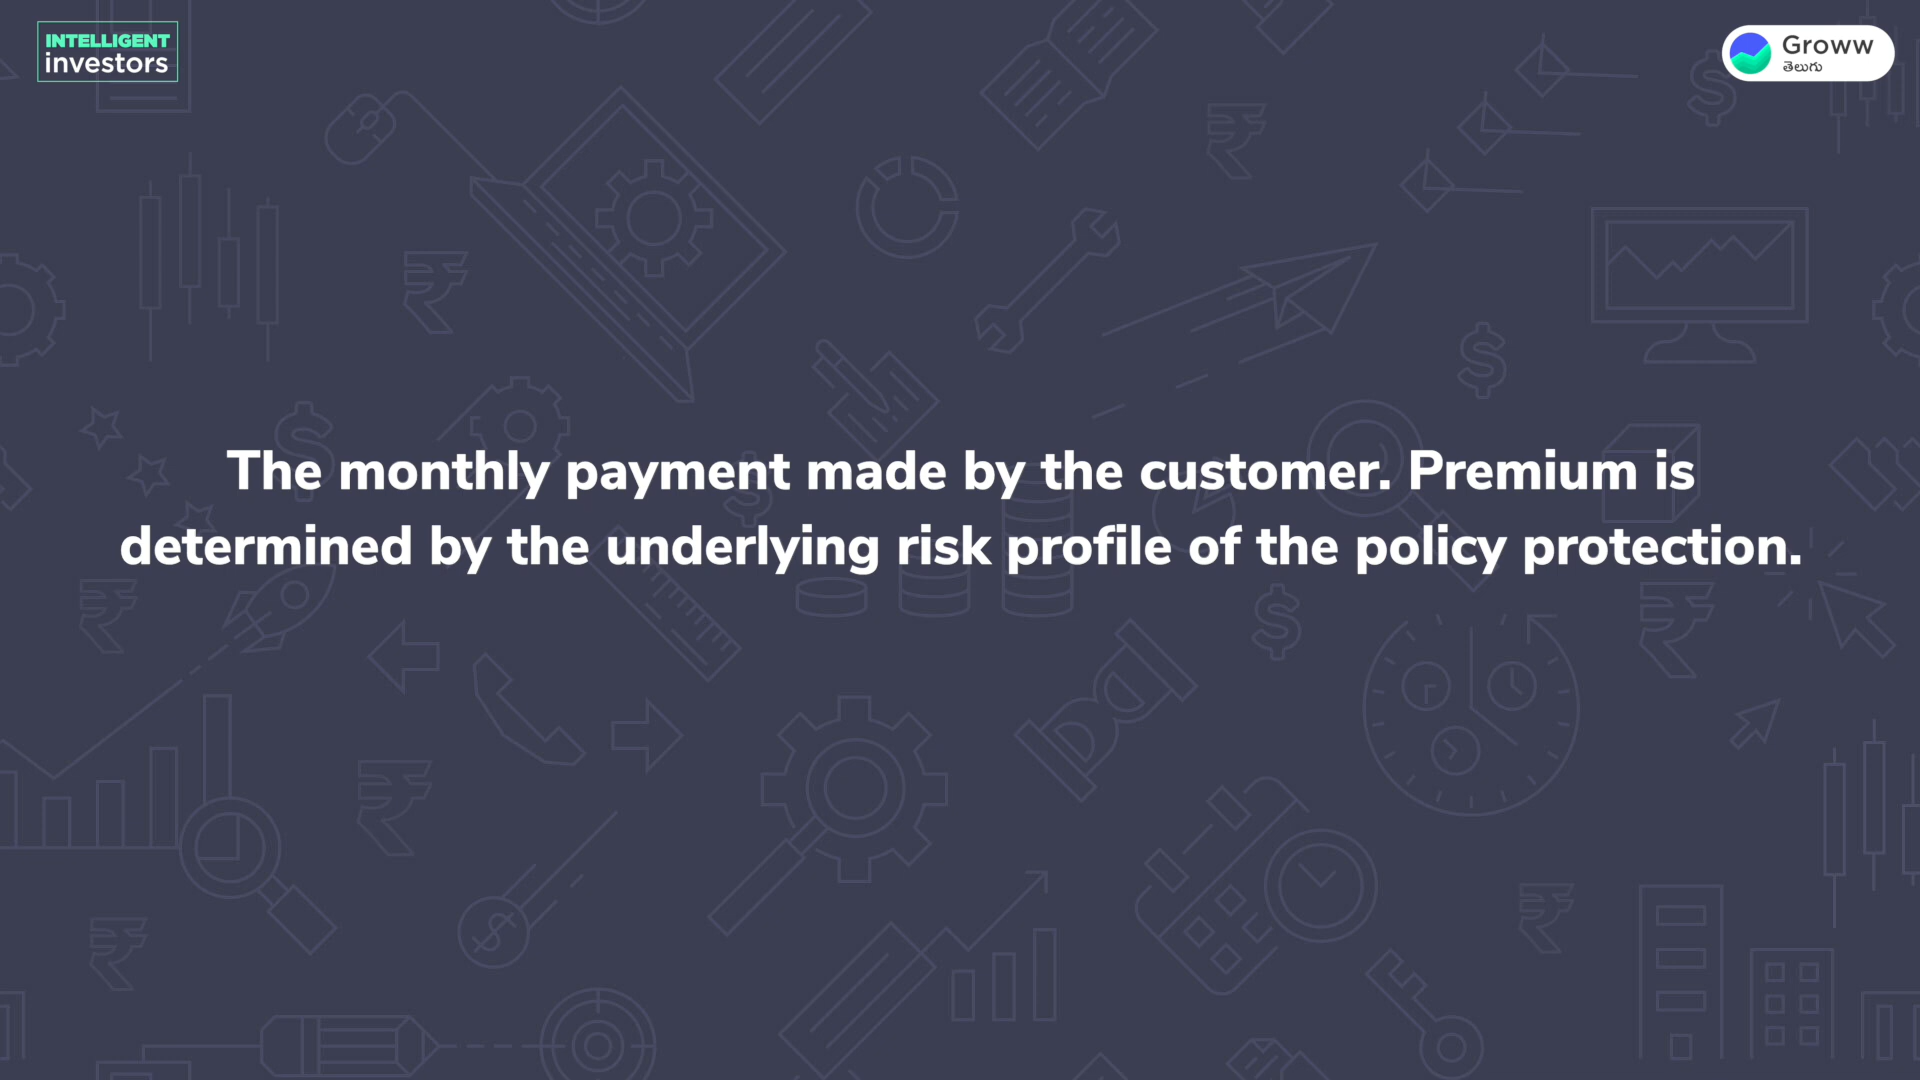 INTELLIGENT
investors
Groww
తెలుగు
The monthly payment made by the customer. Premium is
determined by the underlying risk profile of the policy protection.